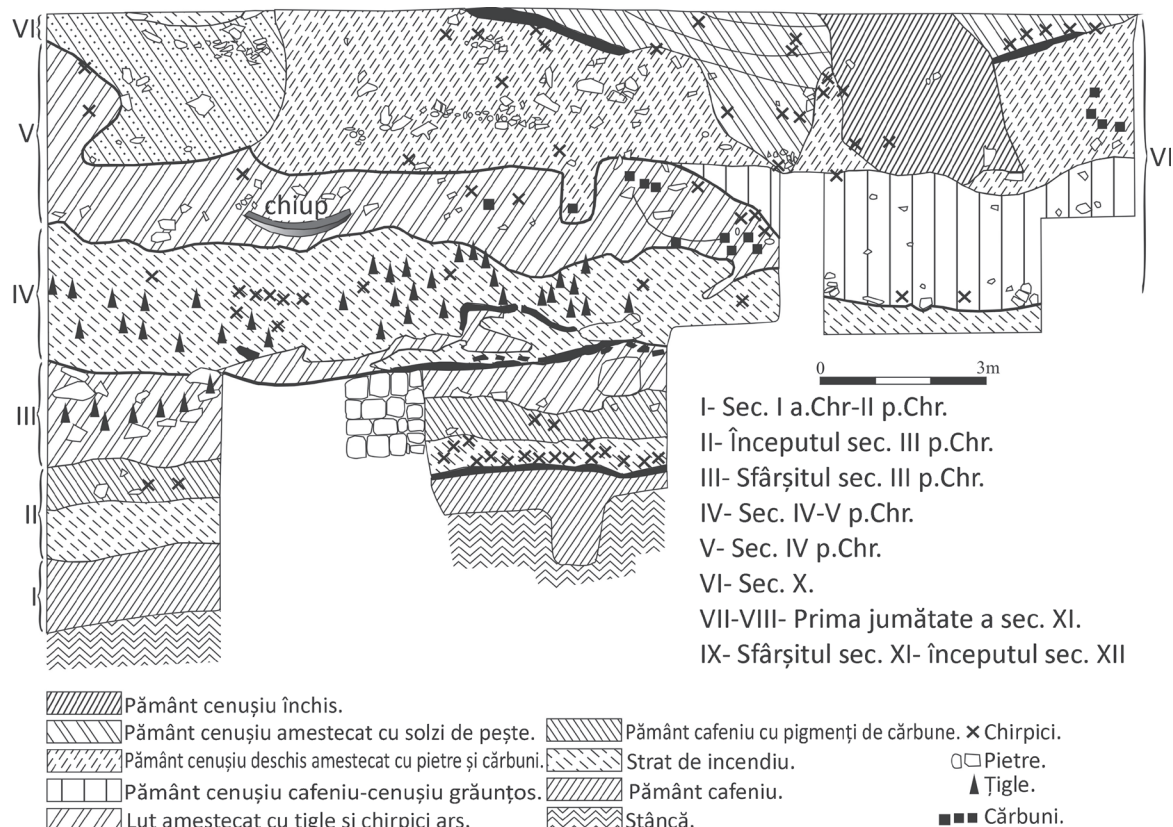 VI
V
VI
chiup
IV
0 3m
III
II
I
I- Sec. I a.Chr-II p.Chr.
II- Începutul sec. III p.Chr.
III- Sfârșitul sec. III p.Chr.
IV- Sec. IV-V p.Chr.
V- Sec. IV p.Chr.
VI- Sec. X.
VII-VIII- Prima jumătate a sec. XI.
IX- Sfârșitul sec. XI- începutul sec. XII
Pământ cenușiu închis.
Pământ cenușiu amestecat cu solzi de pește.
Pământ cenușiu deschis amestecat cu pietre și cărbuni.
Pământ cenușiu cafeniu-cenușiu grăunțos.
Lut amestecat cu țigle și chirpici ars.
Pământ cafeniu cu pigmenți de cărbune.
Strat de incendiu.
Pământ cafeniu.
Stâncă.
Chirpici.
Pietre.
Țigle.
Cărbuni.